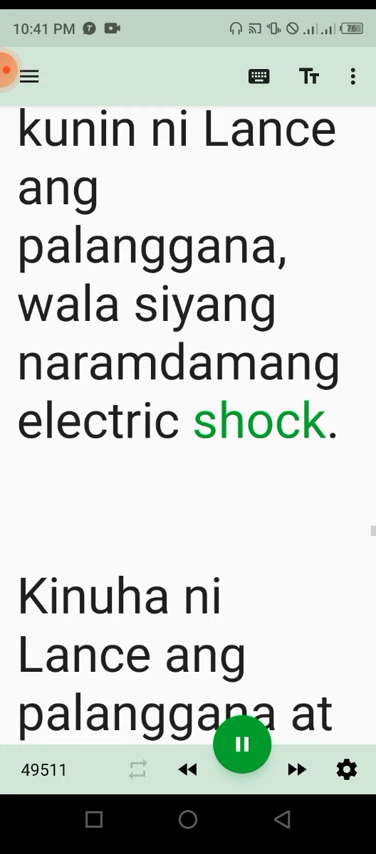 10:41 PM
76
kunin ni Lance
ang
palanggana,
wala siyang
naramdamang
electric shock.
Kinuha ni
Lance ang
palanggana at
49511